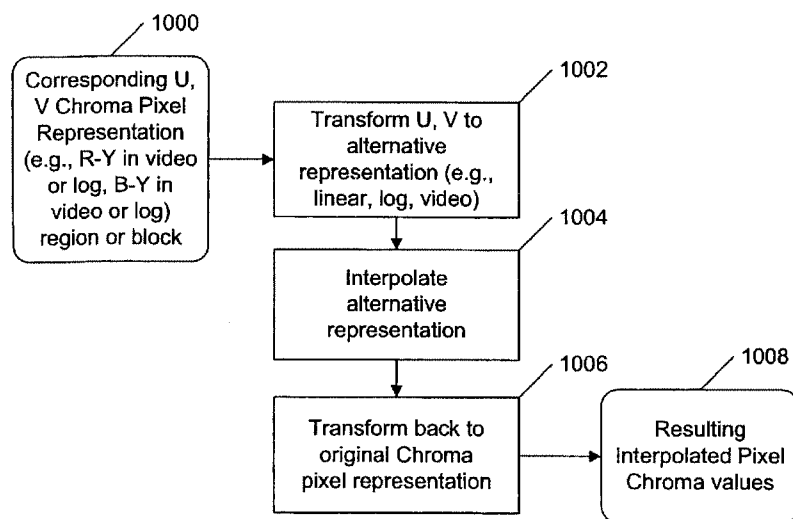 1000
Corresponding U,
V Chroma Pixel
Representation
(e.g., R-Y in video
or log, B-Y in
video or log)
region or block
1002
Transform U, V to
alternative
representation (e.g.,
linear, log, video)
1004
Interpolate
alternative
representation
1006
Transform back to
original Chroma
pixel representation
1008
Resulting
Interpolated Pixel
Chroma values